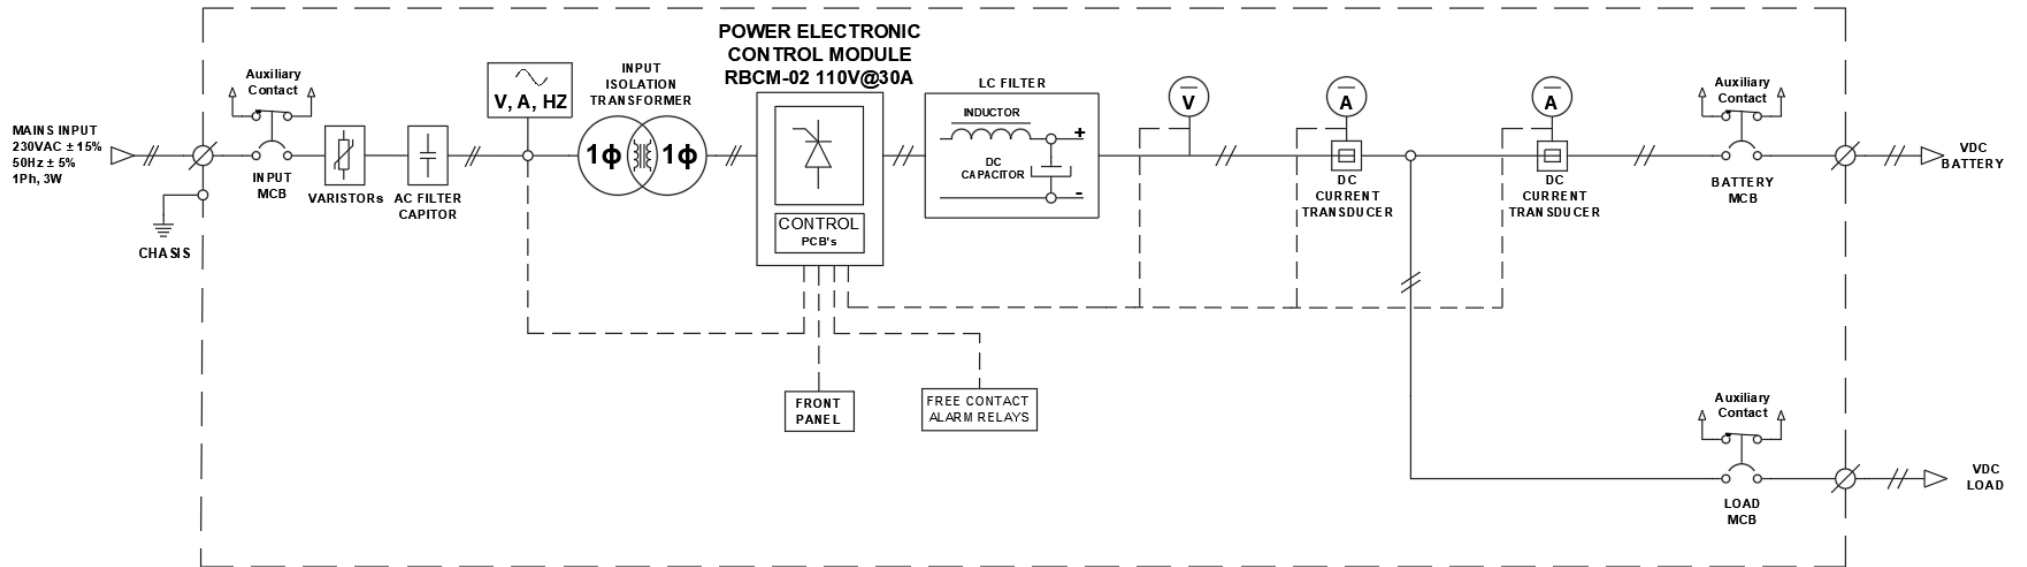 POWER ELECTRONIC
CONTROL MODULE
RBCM-02 110V@30A
Auxiliary
Contact
MAINS INPUT
230VAC ± 15%
50Hz ± 5%
1Ph, 3W
INPUT
MCB
CHASIS
VARISTORs
AC FILTER
CAPITOR
V, A, HZ
INPUT
ISOLATION
TRANSFORMER
1ϕ
1ϕ
CONTROL
PCB's
LC FILTER
INDUCTOR
+
DC
CAPACITOR
-
V
A
DC
CURRENT
TRANSDUCER
A
DC
CURRENT
TRANSDUCER
Auxiliary
Contact
BATTERY
MCB
VDC
BATTERY
FRONT
PANEL
FREE CONTACT
ALARM RELAYS
Auxiliary
Contact
LOAD
MCB
VDC
LOAD